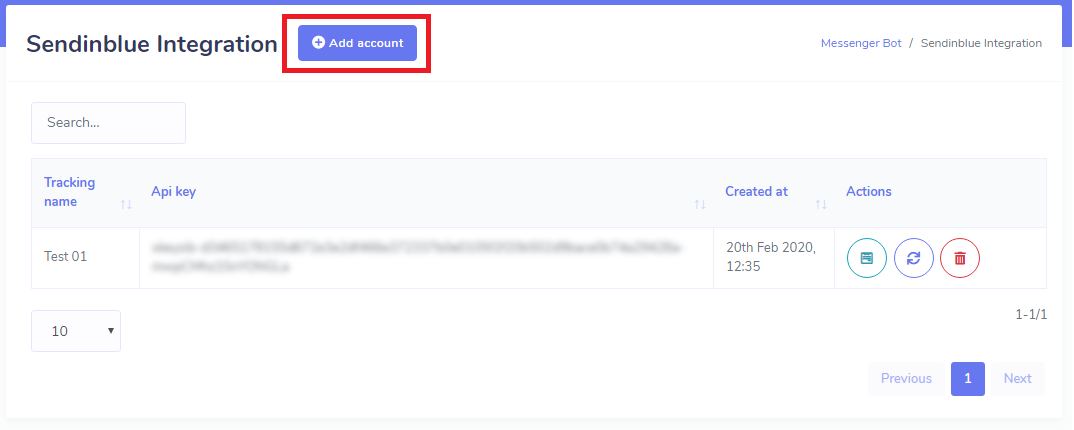 Sendinblue Integration
Add account
Messenger Bot / Sendinblue Integration
Search...
Tracking name
Api key
Created at
Actions
Test 01
20th Feb 2020,
12:35
10
1-1/1
Previous
1
Next